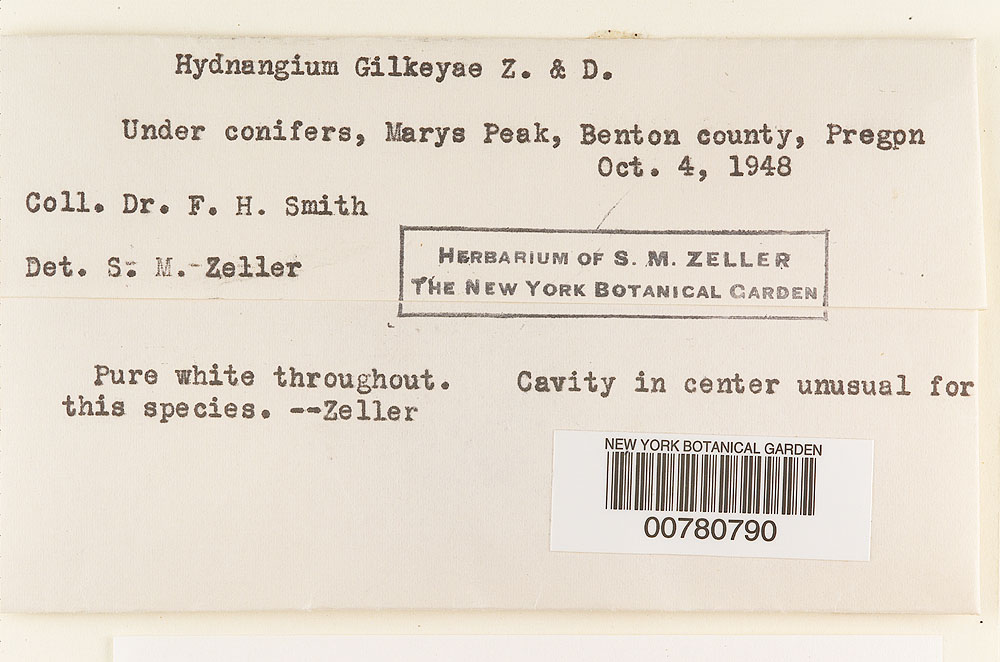 Hydnangium Gilkeyae Z. & D.
Under conifers, Marys Peak, Benton county, Pregpn
Oct. 4, 1948
Coll. Dr. F. H. Smith
Det. S. M. Zeller
HERBARIUM OF S. M. ZELLER
THE NEW YORK BOTANICAL GARDEN
Pure white throughout. Cavity in center unusual for
this species. --Zeller
NEW YORK BOTANICAL GARDEN
00780790